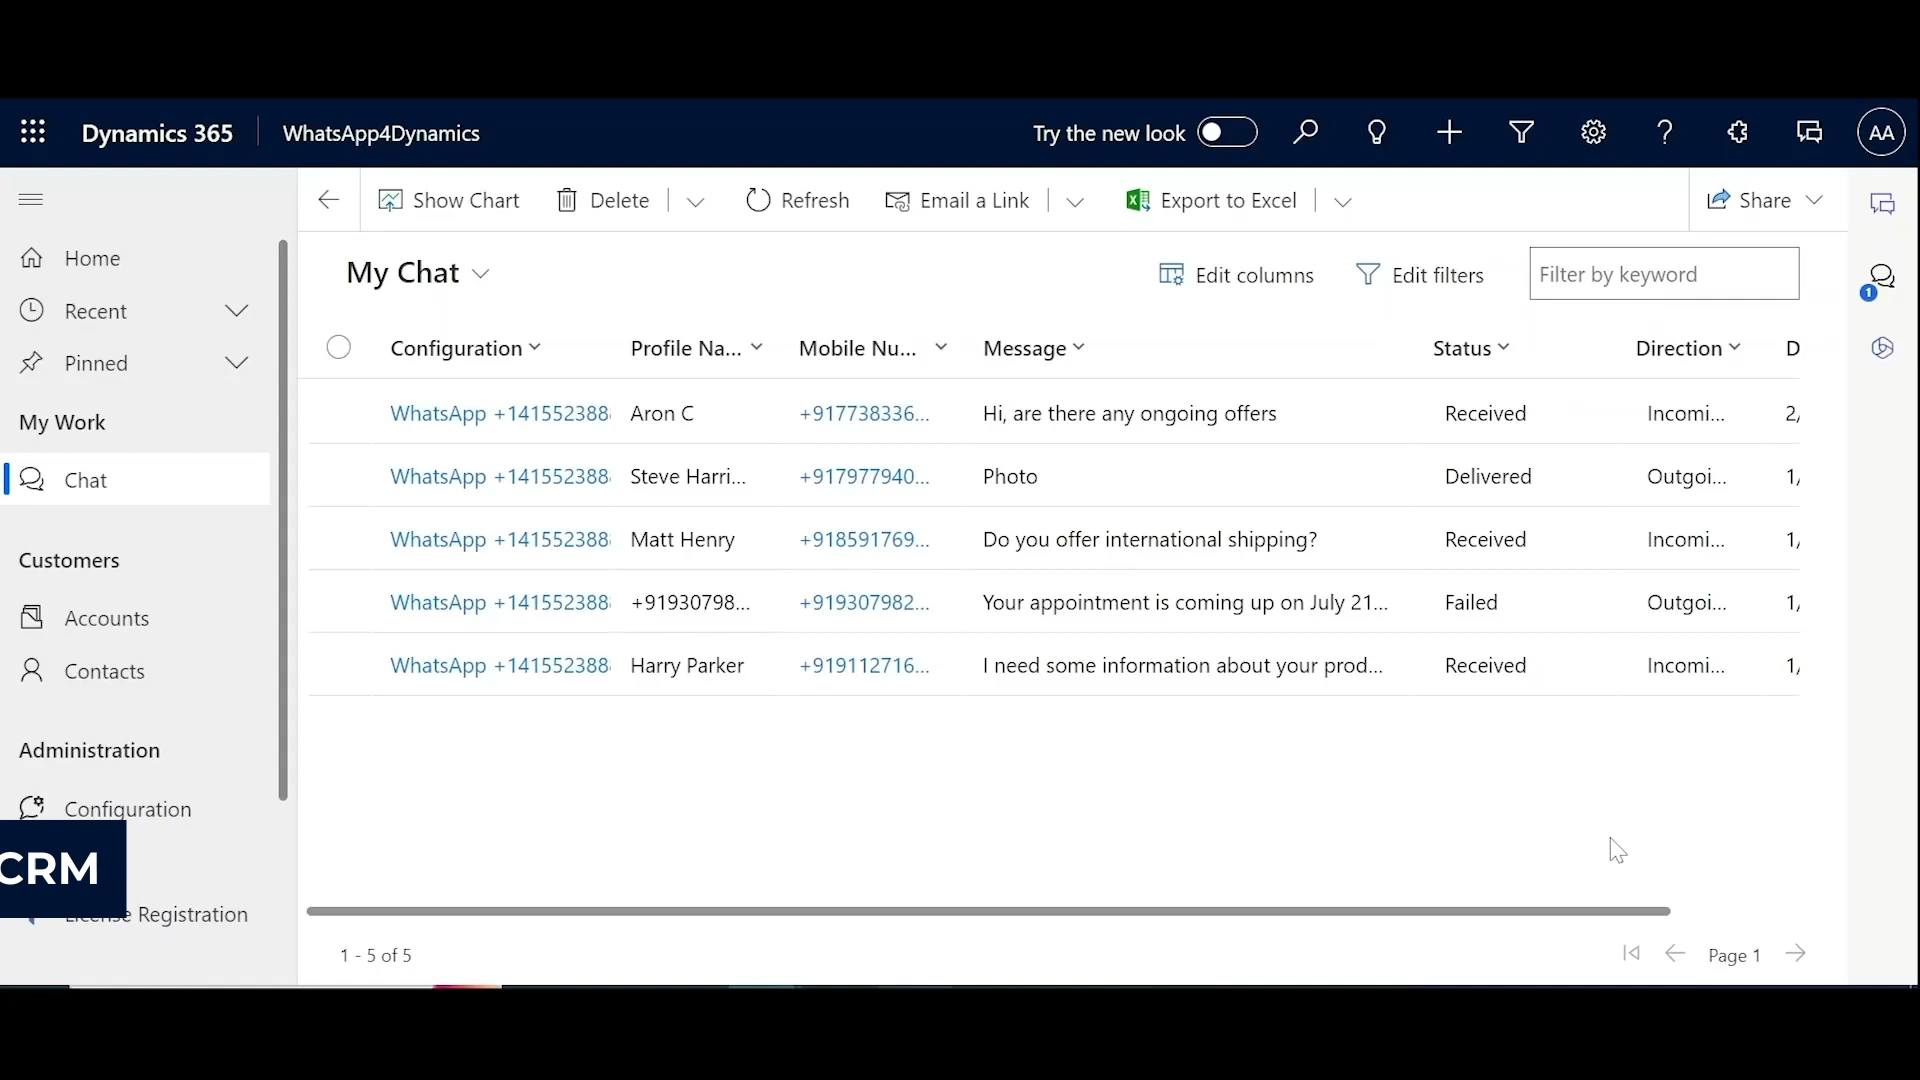 Dynamics 365 WhatsApp4Dynamics Try the new look AA
Show Chart Delete Refresh Email a Link Export to Excel Share
Home
Recent
Pinned
My Work
Chat
Customers
Accounts
Contacts
Administration
Configuration
CRM
License Registration
My Chat Edit columns Edit filters Filter by keyword
1
Configuration Profile Na... Mobile Nu... Message Status Direction D
WhatsApp +141552388 Aron C +917738336... Hi, are there any ongoing offers Received Incomi... 2/
WhatsApp +141552388 Steve Harri... +917977940... Photo Delivered Outgoi... 1/
WhatsApp +141552388 Matt Henry +918591769... Do you offer international shipping? Received Incomi... 1/
WhatsApp +141552388 +91930798... +919307982... Your appointment is coming up on July 21... Failed Outgoi... 1/
WhatsApp +141552388 Harry Parker +919112716... I need some information about your prod... Received Incomi... 1/
1 - 5 of 5 Page 1